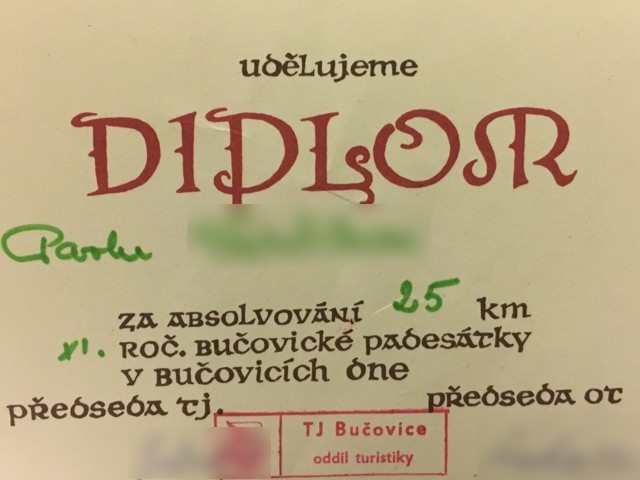 udělujeme
DIPLOM
Pavlu
za absolvování 25 km
XI. roč. Bučovické padesátky
v Bučovicích dne
předseda tj. předseda ot
TJ Bučovice
oddíl turistiky